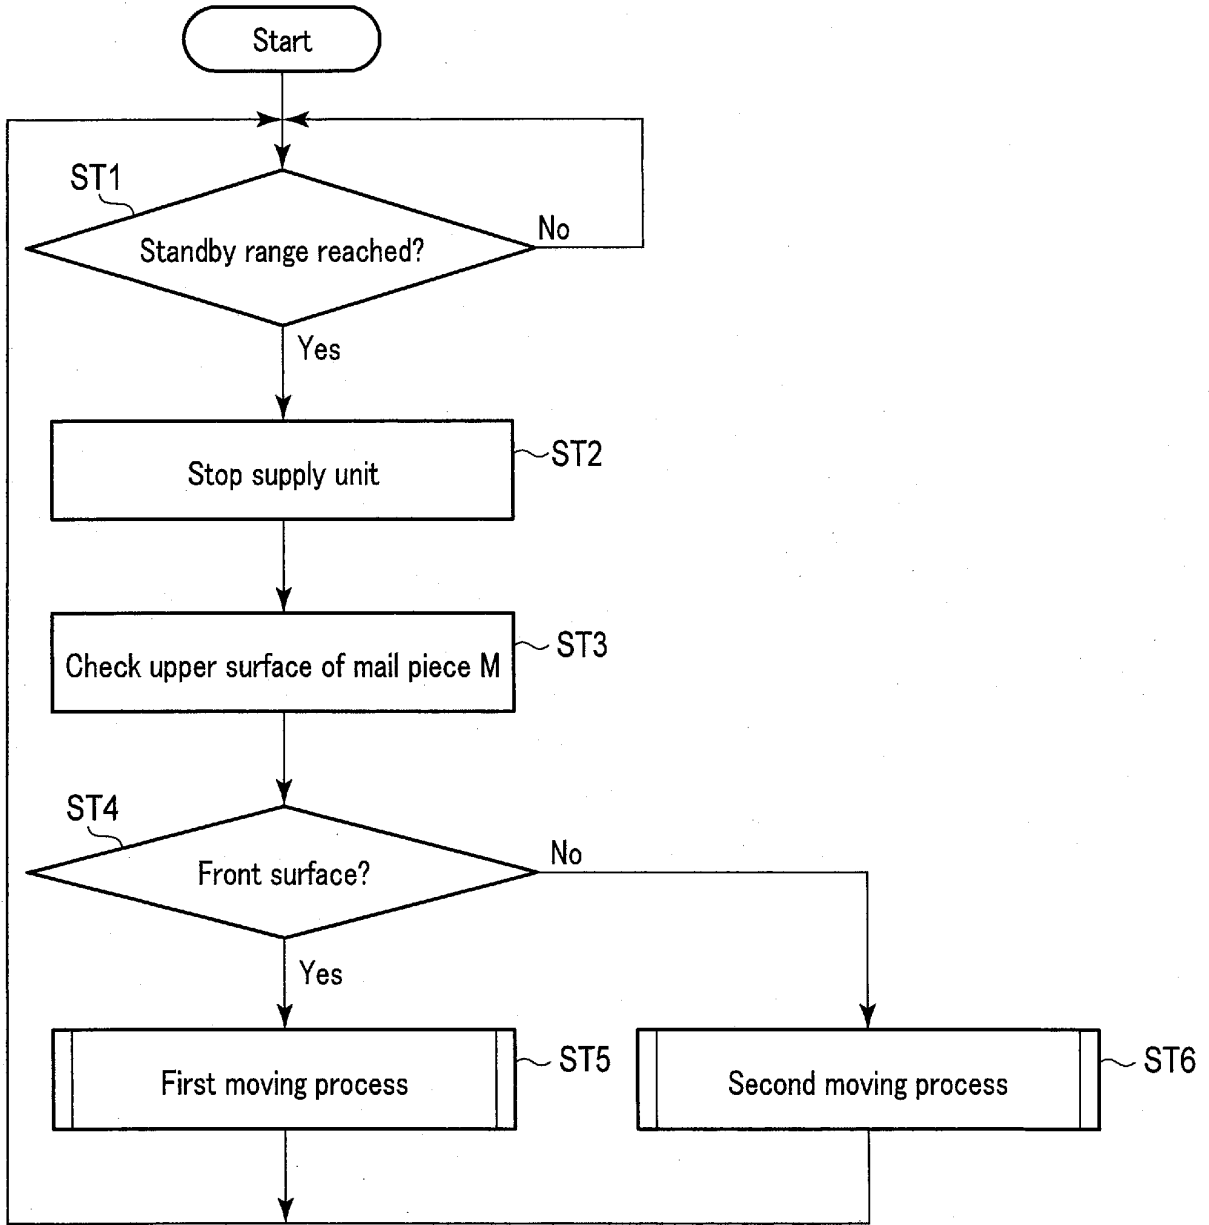 Start
ST1
Standby range reached?
No
Yes
Stop supply unit
ST2
Check upper surface of mail piece M
ST3
ST4
Front surface?
No
Yes
First moving process
ST5
Second moving process
ST6